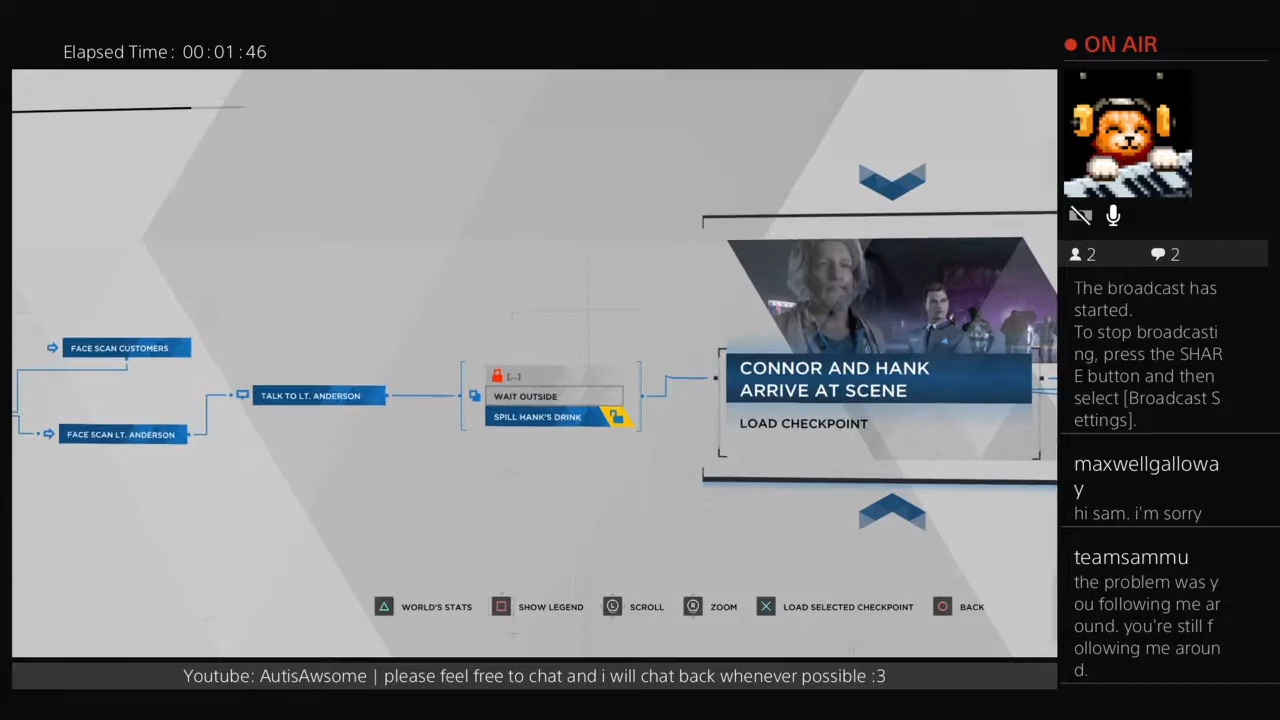 Elapsed Time: 00:01:46
ON AIR
2
2
The broadcast has
started.
To stop broadcasti
ng, press the SHAR
E button and then
select [Broadcast S
ettings].
maxwellgallowa
y
hi sam. i'm sorry
teamsammu
the problem was y
ou following me ar
ound. you're still f
ollowing me aroun
d.
FACE SCAN CUSTOMERS
FACE SCAN LT. ANDERSON
TALK TO LT. ANDERSON
[...]
WAIT OUTSIDE
SPILL HANK'S DRINK
CONNOR AND HANK
ARRIVE AT SCENE
LOAD CHECKPOINT
WORLD'S STATS
SHOW LEGEND
L SCROLL
R ZOOM
LOAD SELECTED CHECKPOINT
BACK
Youtube: AutisAwsome | please feel free to chat and i will chat back whenever possible :3